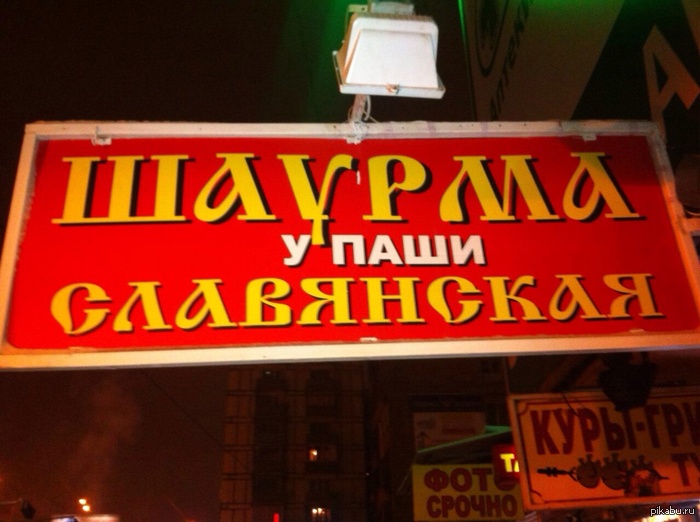 ШАУРМА
У ПАШИ
СЛАВЯНСКАЯ
КУРЫ-ГРИ
ФОТО
СРОЧНО
pikabu.ru